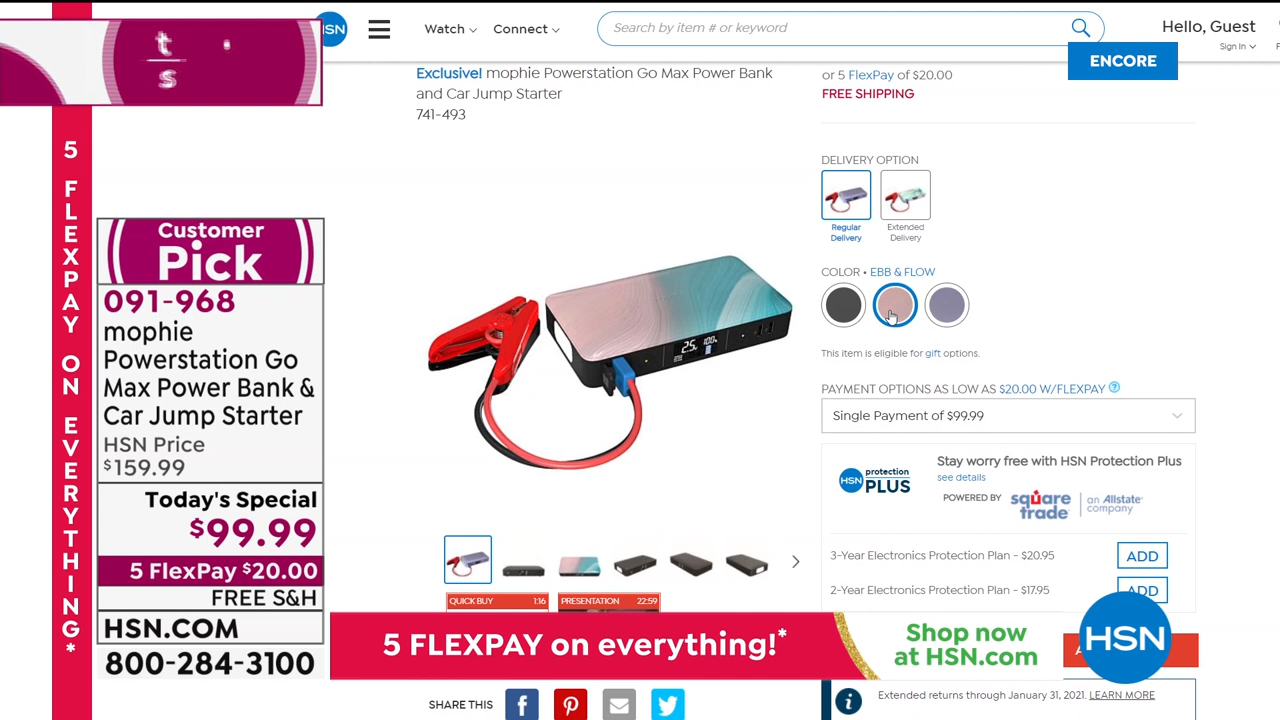 t
s
HSN
Watch
Connect
Search by item # or keyword
Hello, Guest
Sign In
ENCORE
Exclusive! mophie Powerstation Go Max Power Bank
and Car Jump Starter
741-493
or 5 FlexPay of $20.00
FREE SHIPPING
DELIVERY OPTION
Regular
Delivery
Extended
Delivery
COLOR • EBB & FLOW
This item is eligible for gift options.
PAYMENT OPTIONS AS LOW AS $20.00 W/FLEXPAY ?
Single Payment of $99.99
HSN protection
PLUS
Stay worry free with HSN Protection Plus
see details
POWERED BY
square
trade
an Allstate
company
3-Year Electronics Protection Plan - $20.95
ADD
2-Year Electronics Protection Plan - $17.95
ADD
5 FLEXPAY ON EVERYTHING!*
Customer
Pick
091-968
mophie
Powerstation Go
Max Power Bank &
Car Jump Starter
HSN Price
$159.99
Today's Special
$99.99
5 FlexPay $20.00
FREE S&H
HSN.COM
800-284-3100
2.5
100%
QUICK BUY 1:16
PRESENTATION 22:59
5 FLEXPAY on everything!*
Shop now
at HSN.com
HSN
SHARE THIS
Extended returns through January 31, 2021. LEARN MORE